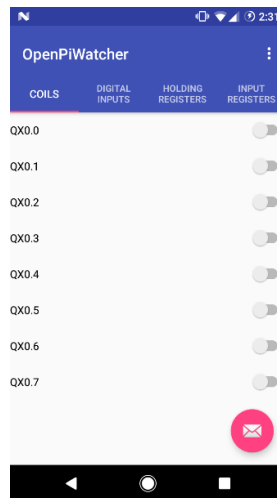 2:31
OpenPiWatcher
COILS
DIGITAL
INPUTS
HOLDING
REGISTERS
INPUT
REGISTERS
QX0.0
QX0.1
QX0.2
QX0.3
QX0.4
QX0.5
QX0.6
QX0.7